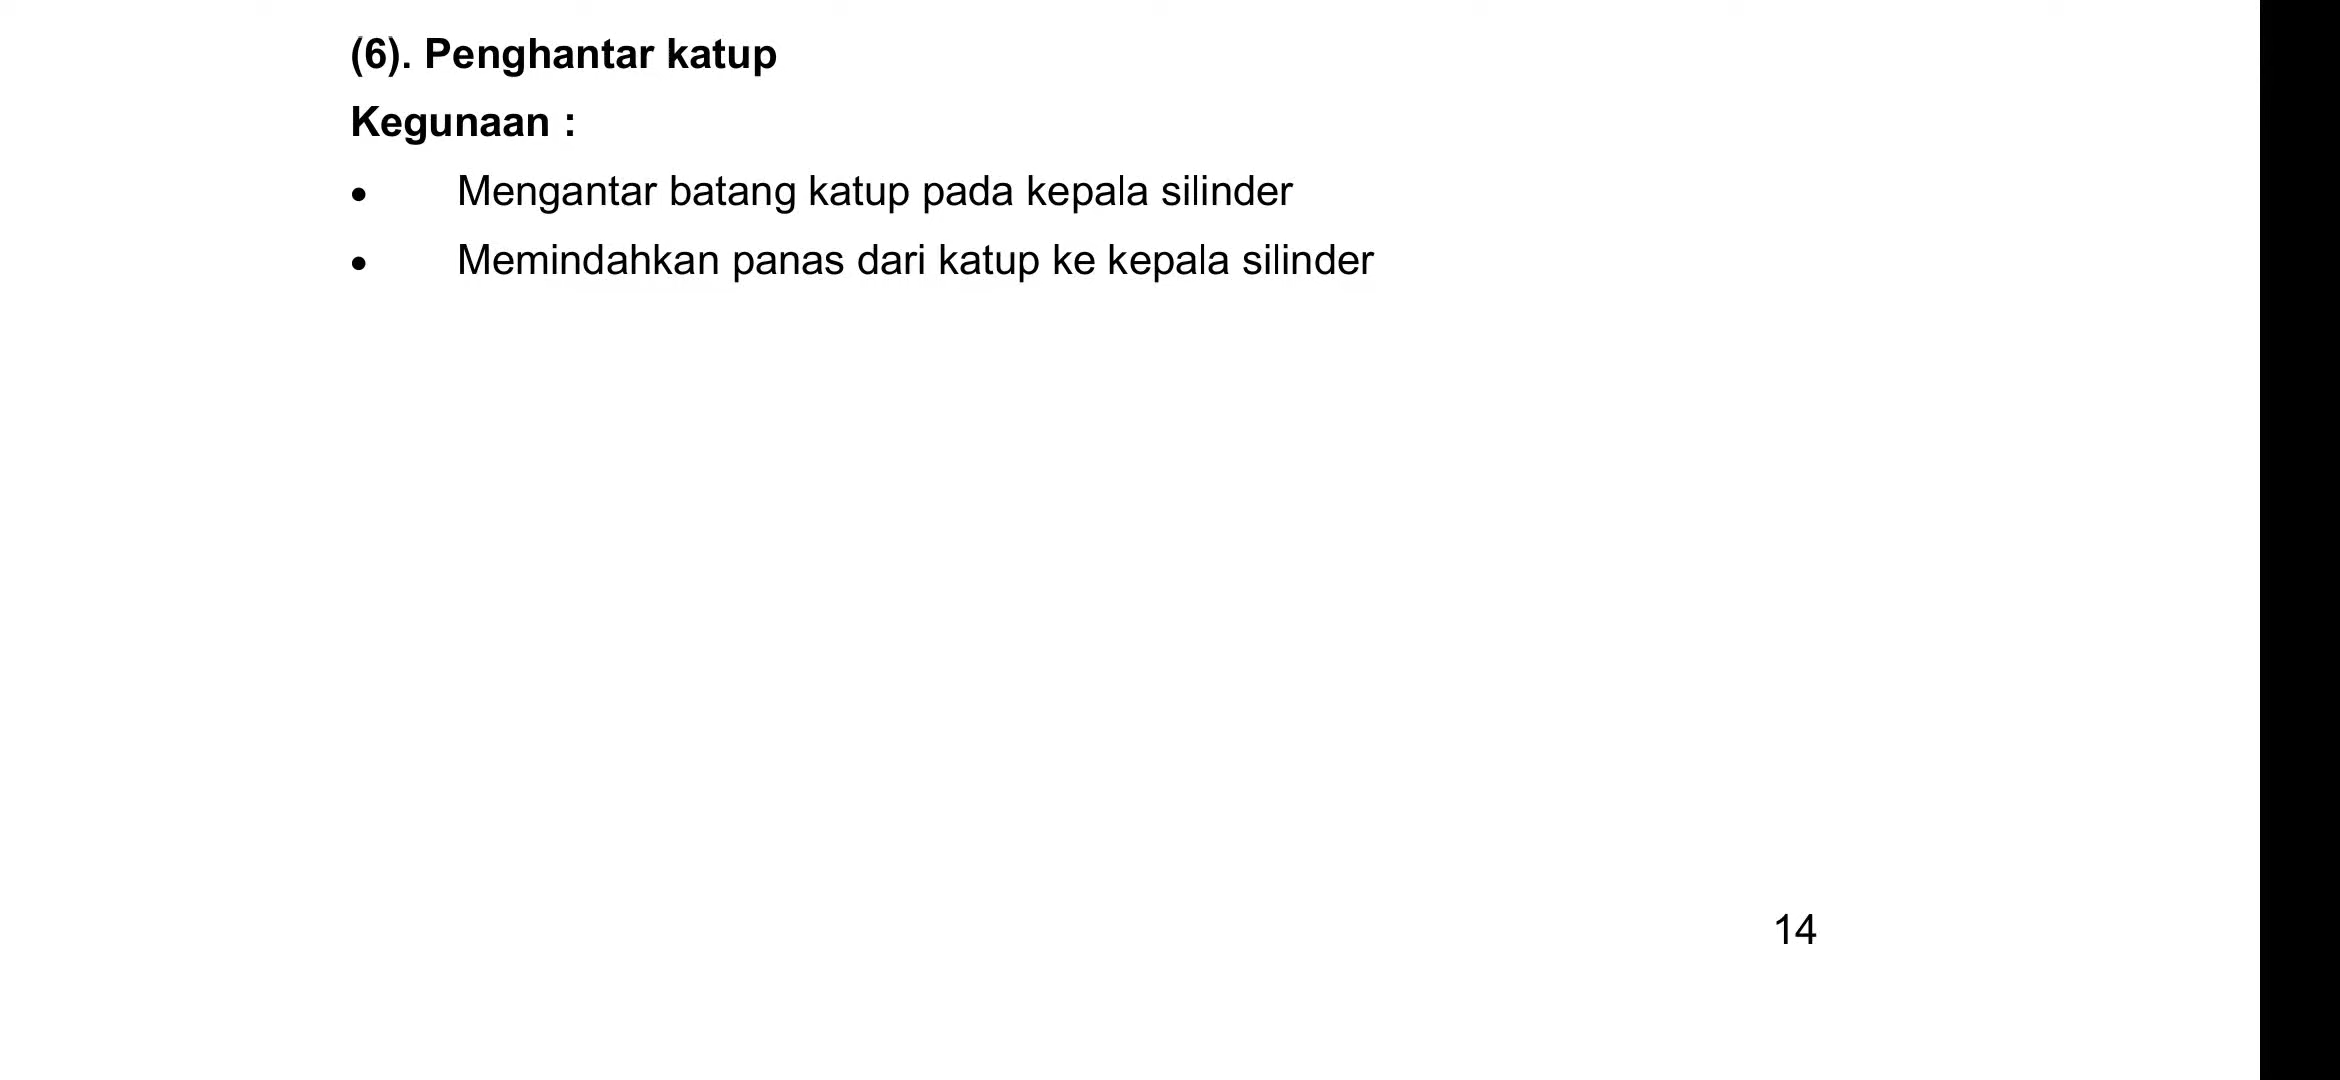 (6). Penghantar katup
Kegunaan :
• Mengantar batang katup pada kepala silinder
• Memindahkan panas dari katup ke kepala silinder
14